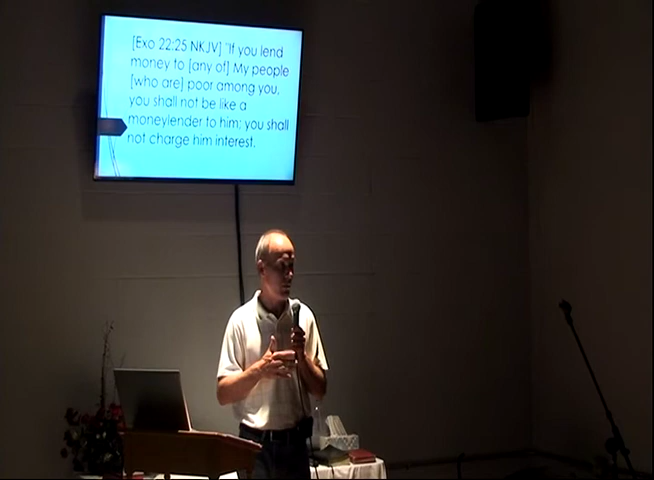 [Exo 22:25 NKJV] "If you lend
money to [any of] My people
[who are] poor among you,
you shall not be like a
moneylender to him; you shall
not charge him interest.